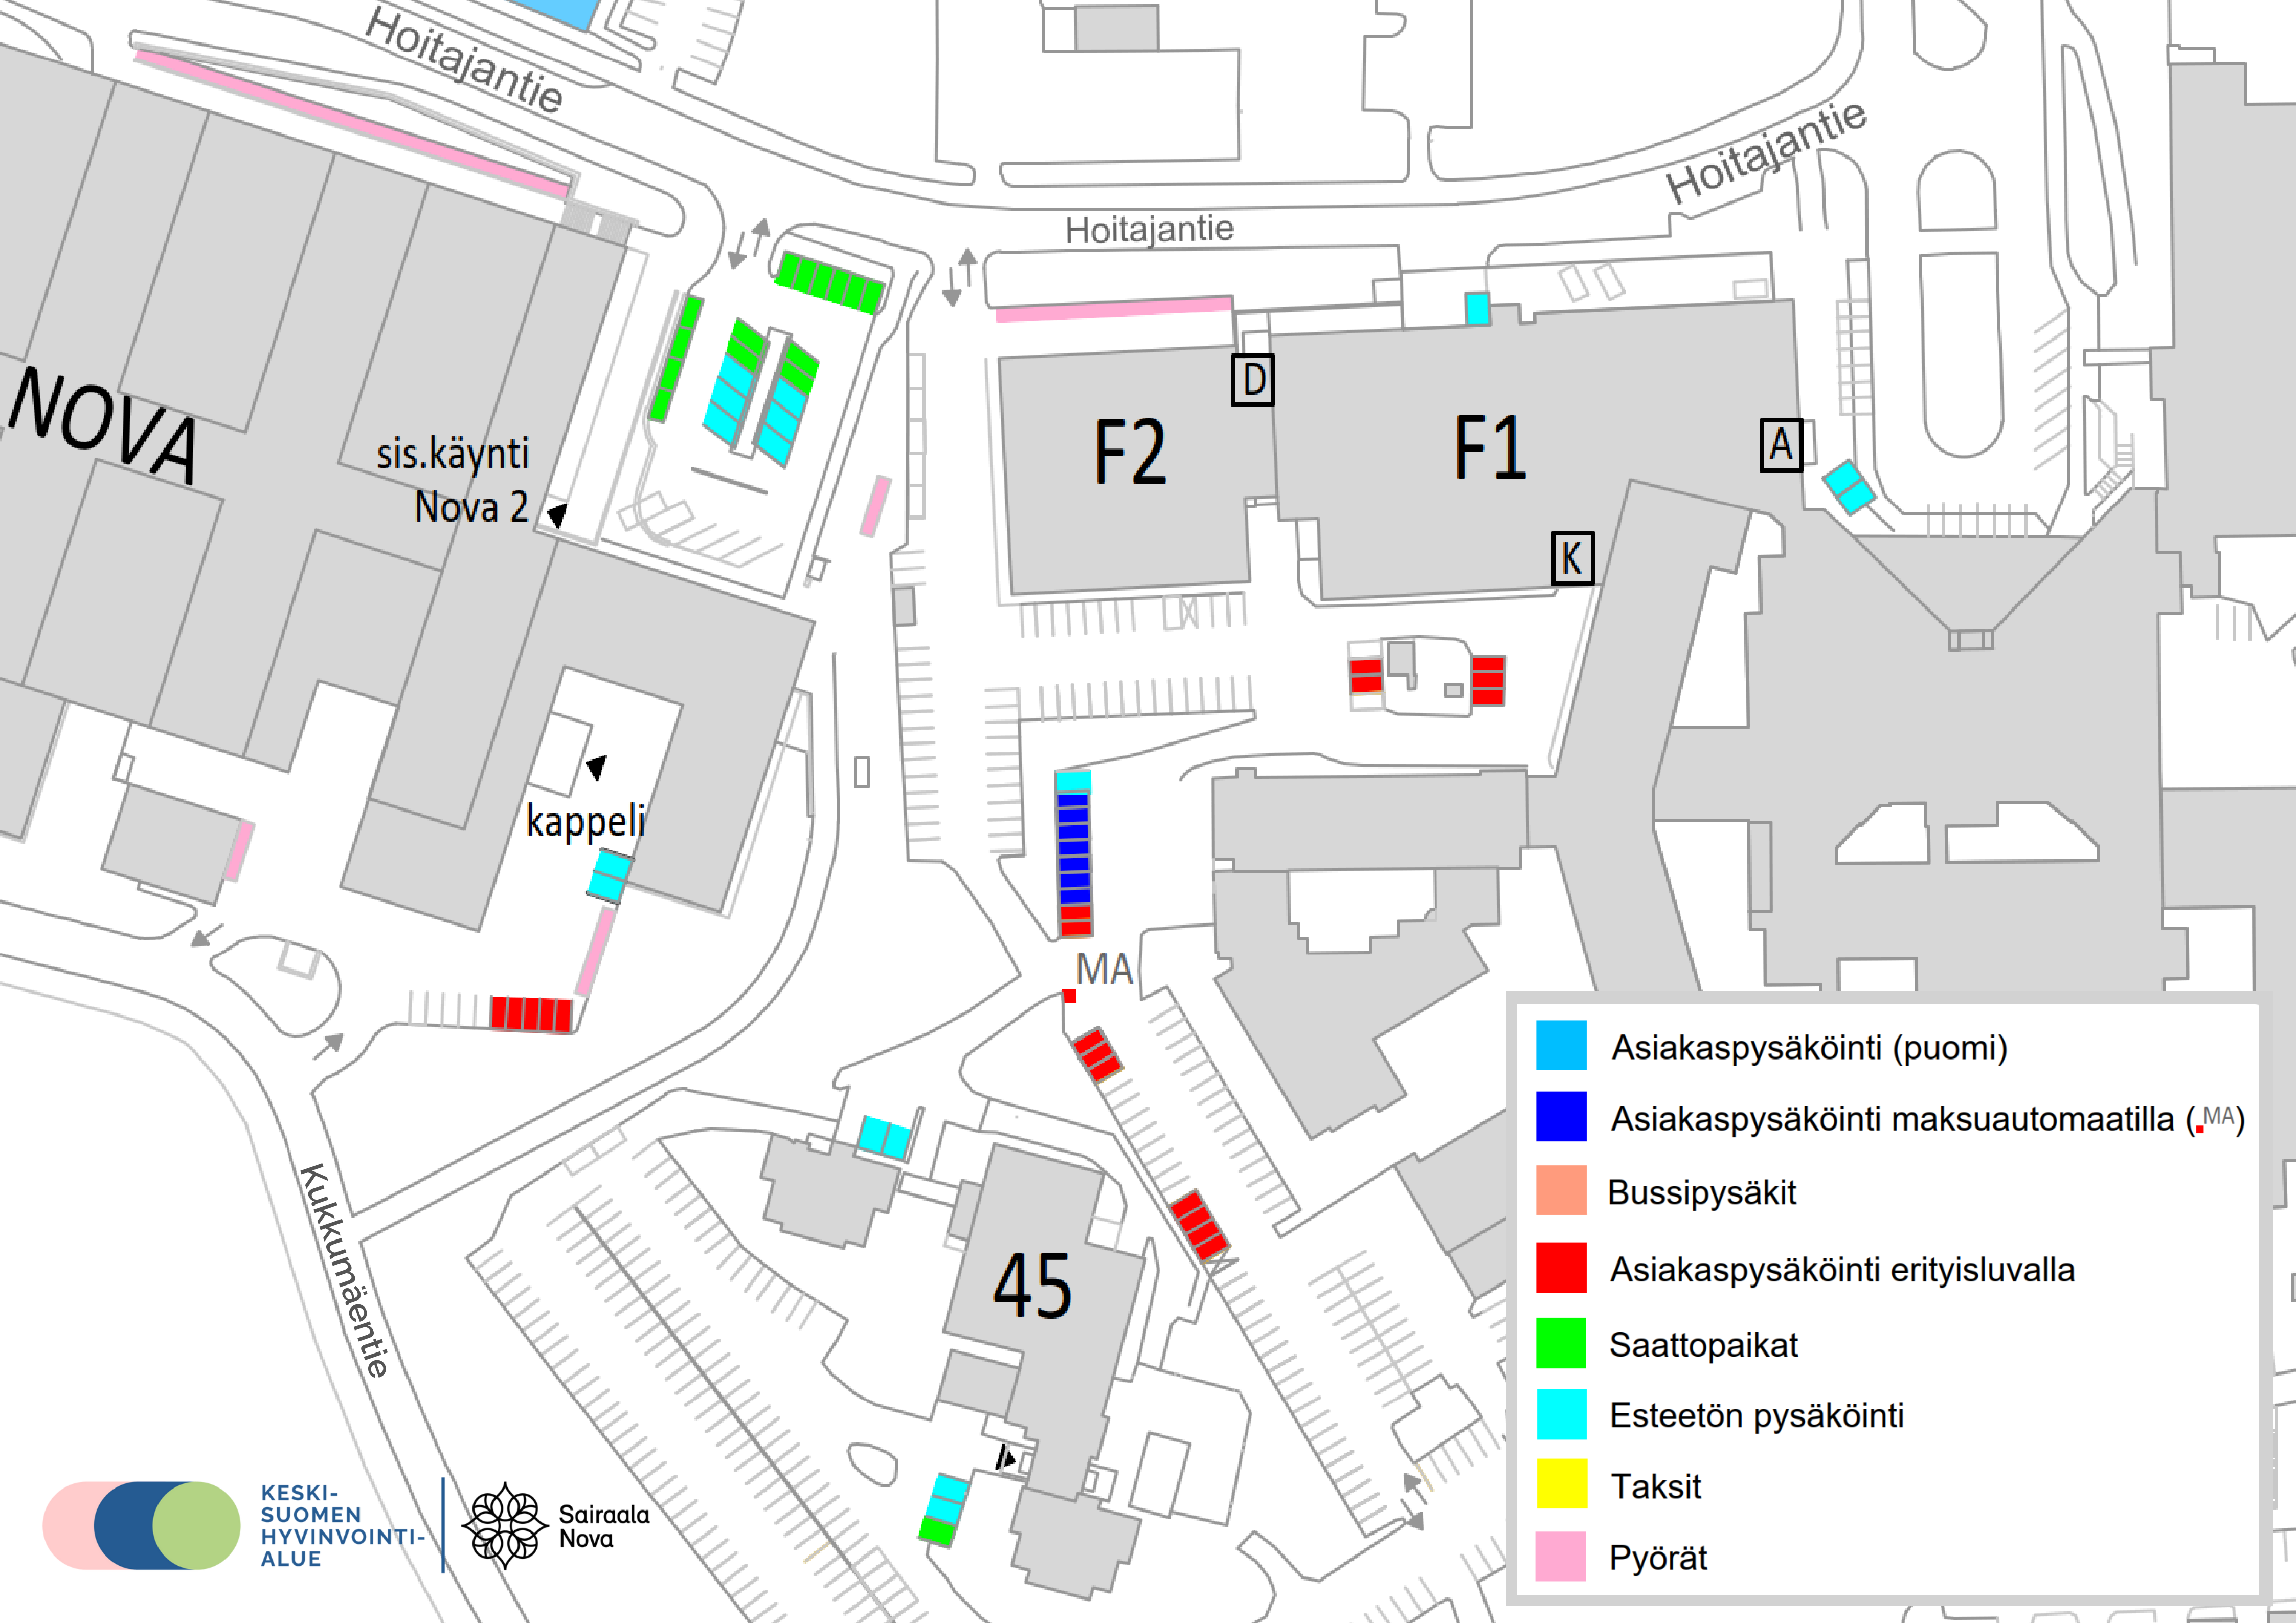 Hoitajantie
Hoitajantie
Hoitajantie
NOVA
sis.käynti
Nova 2
D
F2
F1
A
K
kappeli
MA
45
Kukkumäentie
Asiakaspysäköinti (puomi)
Asiakaspysäköinti maksuautomaatilla (MA)
Bussipysäkit
Asiakaspysäköinti erityisluvalla
Saattopaikat
Esteetön pysäköinti
Taksit
Pyörät
KESKI-
SUOMEN
HYVINVOINTI-
ALUE
Sairaala
Nova